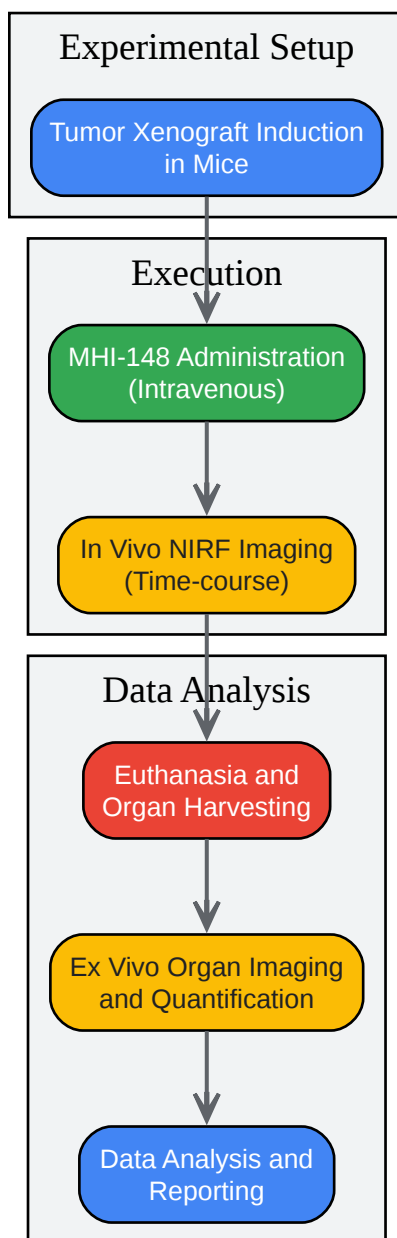 Experimental Setup
Tumor Xenograft Induction
in Mice
Execution
MHI-148 Administration
(Intravenous)
In Vivo NIRF Imaging
(Time-course)
Data Analysis
Euthanasia and
Organ Harvesting
Ex Vivo Organ Imaging
and Quantification
Data Analysis and
Reporting